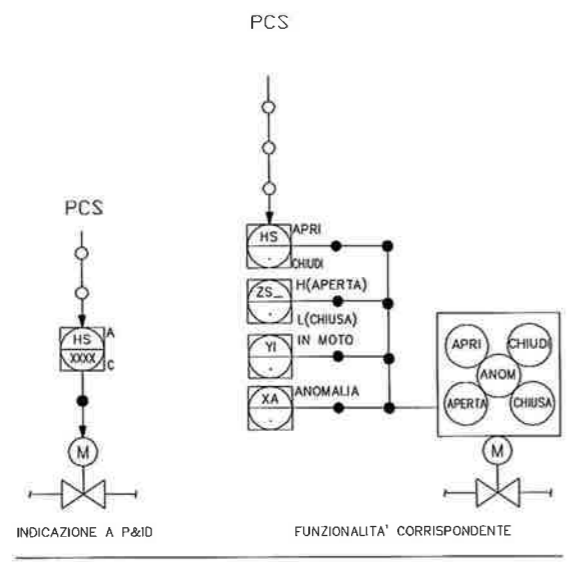 PCS
PCS
HS
XXXX
A
C
M
INDICAZIONE A P&ID
HS
.
APRI
CHIUDI
ZS_
.
H(APERTA)
L(CHIUSA)
YI
.
IN MOTO
XA
.
ANOMALIA
APRI
CHIUDI
ANOM
APERTA
CHIUSA
M
FUNZIONALITA' CORRISPONDENTE